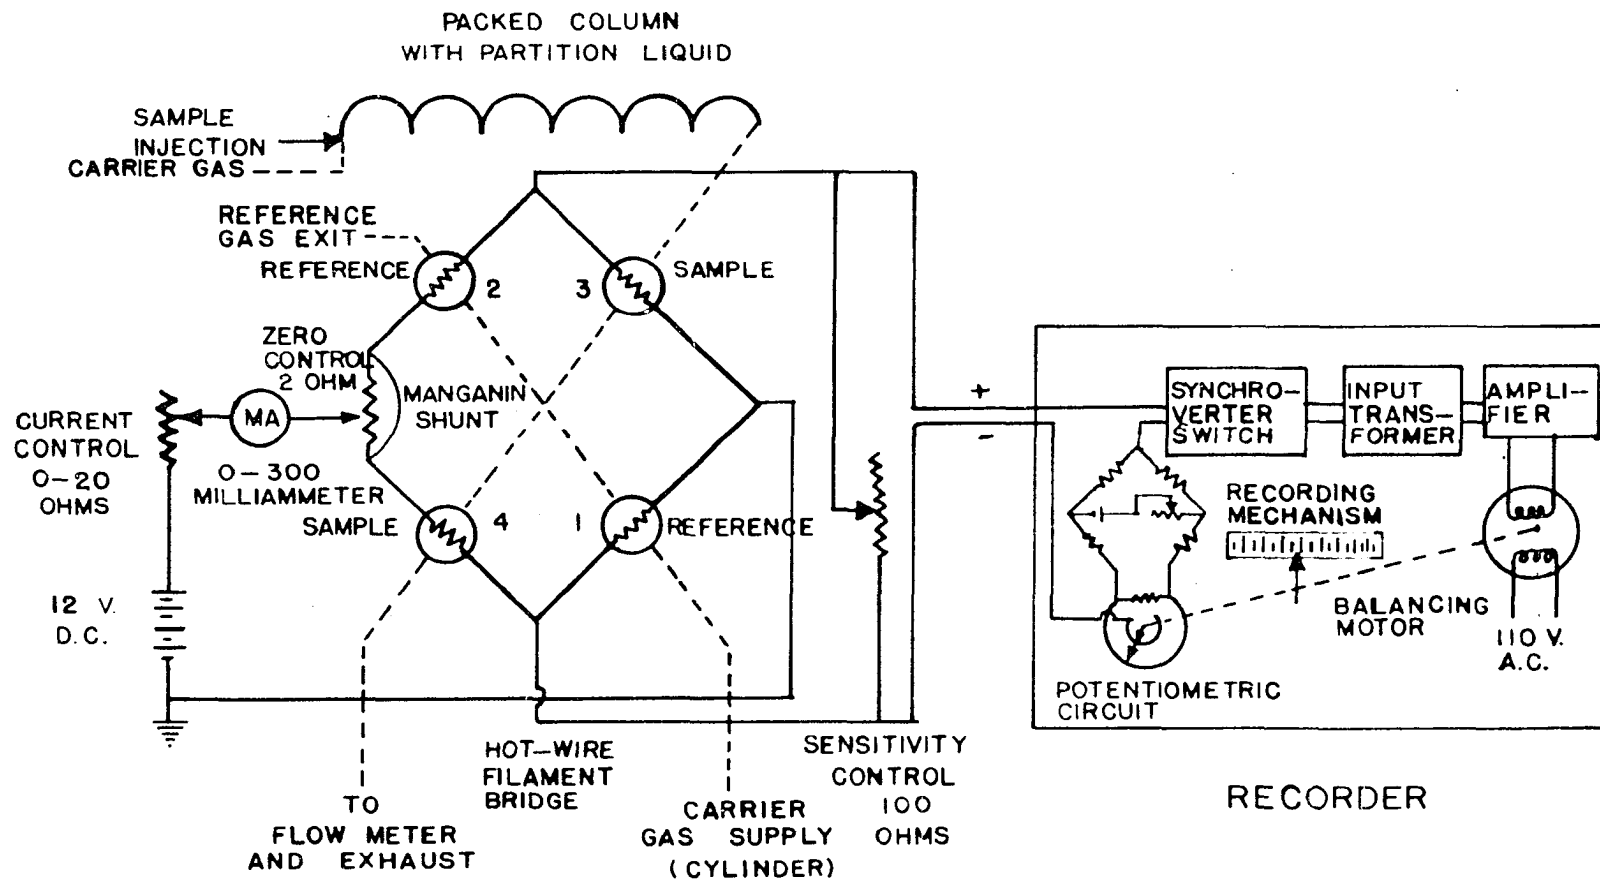 PACKED COLUMN
WITH PARTITION LIQUID
SAMPLE
INJECTION
CARRIER GAS
REFERENCE
GAS EXIT
REFERENCE
2
3
SAMPLE
ZERO
CONTROL
2 OHM
MANGANIN
SHUNT
MA
CURRENT
CONTROL
0-20
OHMS
0-300
MILLIAMMETER
SAMPLE
4
1
REFERENCE
12 V.
D.C.
HOT-WIRE
FILAMENT
BRIDGE
TO
FLOW METER
AND EXHAUST
CARRIER
GAS SUPPLY
(CYLINDER)
SENSITIVITY
CONTROL
100
OHMS
+
-
SYNCHRO-
VERTER
SWITCH
INPUT
TRANS-
FORMER
AMPLI-
FIER
RECORDING
MECHANISM
BALANCING
MOTOR
110 V.
A.C.
POTENTIOMETRIC
CIRCUIT
RECORDER